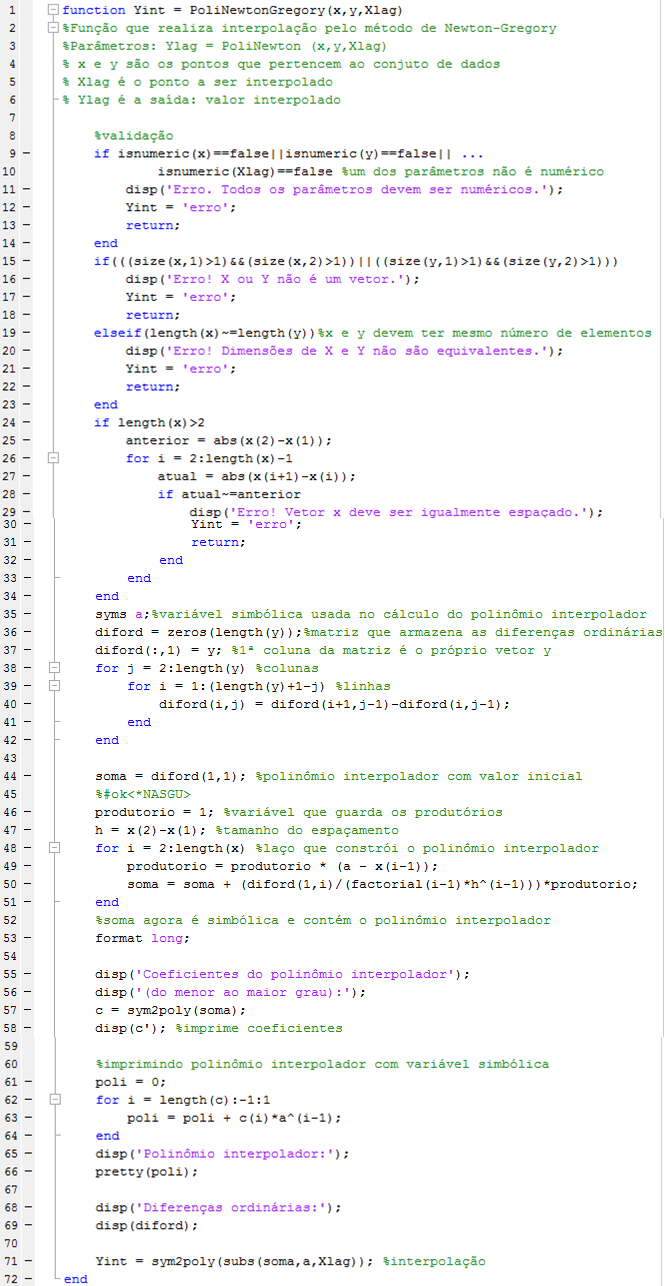 1 function Yint = PoliNewtonGregory(x,y,Xlag)
2 %Função que realiza interpolação pelo método de Newton-Gregory
3 %Parâmetros: Ylag = PoliNewton (x,y,Xlag)
4 % x e y são os pontos que pertencem ao conjuto de dados
5 % Xlag é o ponto a ser interpolado
6 % Ylag é a saída: valor interpolado
7
8 %validação
9 if isnumeric(x)==false||isnumeric(y)==false|| ...
10 isnumeric(Xlag)==false %um dos parâmetros não é numérico
11 disp('Erro. Todos os parâmetros devem ser numéricos.');
12 Yint = 'erro';
13 return;
14 end
15 if(((size(x,1)>1)&&(size(x,2)>1))||((size(y,1)>1)&&(size(y,2)>1)))
16 disp('Erro! X ou Y não é um vetor.');
17 Yint = 'erro';
18 return;
19 elseif(length(x)~=length(y))%x e y devem ter mesmo número de elementos
20 disp('Erro! Dimensões de X e Y não são equivalentes.');
21 Yint = 'erro';
22 return;
23 end
24 if length(x)>2
25 anterior = abs(x(2)-x(1));
26 for i = 2:length(x)-1
27 atual = abs(x(i+1)-x(i));
28 if atual~=anterior
29 disp('Erro! Vetor x deve ser igualmente espaçado.');
30 Yint = 'erro';
31 return;
32 end
33 end
34 end
35 syms a;%variável simbólica usada no cálculo do polinômio interpolador
36 diford = zeros(length(y));%matriz que armazena as diferenças ordinárias
37 diford(:,1) = y; %1ª coluna da matriz é o próprio vetor y
38 for j = 2:length(y) %colunas
39 for i = 1:(length(y)+1-j) %linhas
40 diford(i,j) = diford(i+1,j-1)-diford(i,j-1);
41 end
42 end
43
44 soma = diford(1,1); %polinômio interpolador com valor inicial
45 %#ok<*NASGU>
46 produtorio = 1; %variável que guarda os produtórios
47 h = x(2)-x(1); %tamanho do espaçamento
48 for i = 2:length(x) %laço que constrói o polinômio interpolador
49 produtorio = produtorio * (a - x(i-1));
50 soma = soma + (diford(1,i)/(factorial(i-1)*h^(i-1)))*produtorio;
51 end
52 %soma agora é simbólica e contém o polinômio interpolador
53 format long;
54
55 disp('Coeficientes do polinômio interpolador');
56 disp('(do menor ao maior grau):');
57 c = sym2poly(soma);
58 disp(c'); %imprime coeficientes
59
60 %imprimindo polinômio interpolador com variável simbólica
61 poli = 0;
62 for i = length(c):-1:1
63 poli = poli + c(i)*a^(i-1);
64 end
65 disp('Polinômio interpolador:');
66 pretty(poli);
67
68 disp('Diferenças ordinárias:');
69 disp(diford);
70
71 Yint = sym2poly(subs(soma,a,Xlag)); %interpolação
72 end